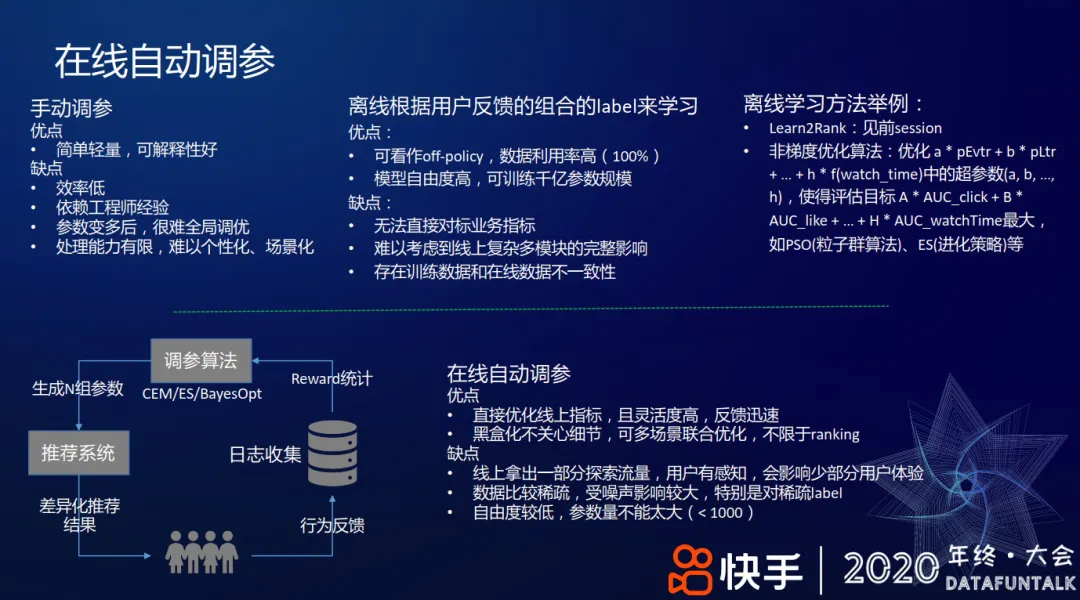 在线自动调参
手动调参
优点
• 简单轻量，可解释性好
缺点
• 效率低
• 依赖工程师经验
• 参数变多后，很难全局调优
• 处理能力有限，难以个性化、场景化
离线根据用户反馈的组合的label来学习
优点：
• 可看作off-policy，数据利用率高（100%）
• 模型自由度高，可训练千亿参数规模
缺点：
• 无法直接对标业务指标
• 难以考虑到线上复杂多模块的完整影响
• 存在训练数据和在线数据不一致性
离线学习方法举例：
• Learn2Rank：见前session
• 非梯度优化算法：优化 a * pEvtr + b * pLtr
+ ... + h * f(watch_time)中的超参数(a, b, ...,
h)，使得评估目标 A * AUC_click + B *
AUC_like + ... + H * AUC_watchTime最大，
如PSO(粒子群算法)、ES(进化策略)等
调参算法
CEM/ES/BayesOpt
Reward统计
生成N组参数
推荐系统
日志收集
差异化推荐
结果
行为反馈
在线自动调参
优点
• 直接优化线上指标，且灵活度高，反馈迅速
• 黑盒化不关心细节，可多场景联合优化，不限于ranking
缺点
• 线上拿出一部分探索流量，用户有感知，会影响少部分用户体验
• 数据比较稀疏，受噪声影响较大，特别是对稀疏label
• 自由度较低，参数量不能太大（< 1000）
快手
2020
年终·大会
DATAFUNTALK